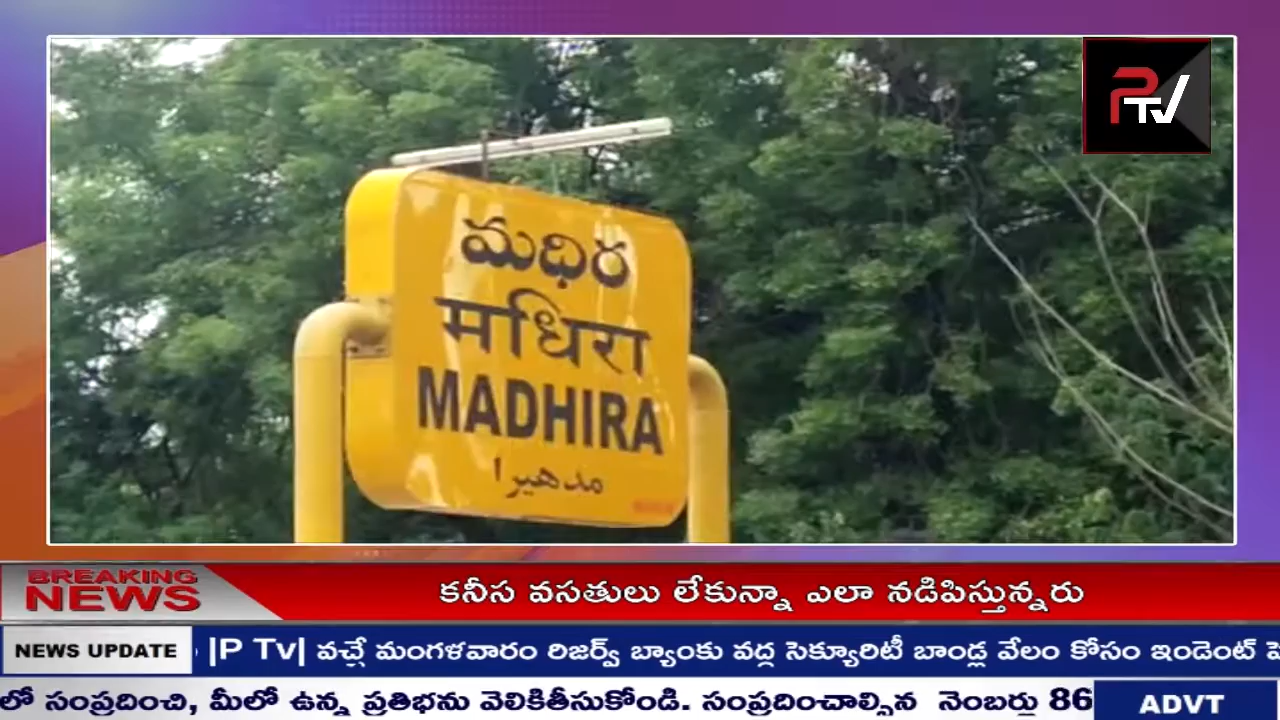 PTV
మధిర
मधिरा
MADHIRA
مدھیرا
BREAKING
NEWS
కనీస వసతులు లేకున్నా ఎలా నడిపిస్తున్నరు
NEWS UPDATE
|P Tv| వచ్చే మంగళవారం రిజర్వ్ బ్యాంకు వద్ద సెక్యూరిటీ బాండ్ల వేలం కోసం ఇండెంట్
లో సంప్రదించి, మీలో ఉన్న ప్రతిభను వెలికితీసుకోండి. సంప్రదించాల్సిన నెంబర్లు 86
ADVT